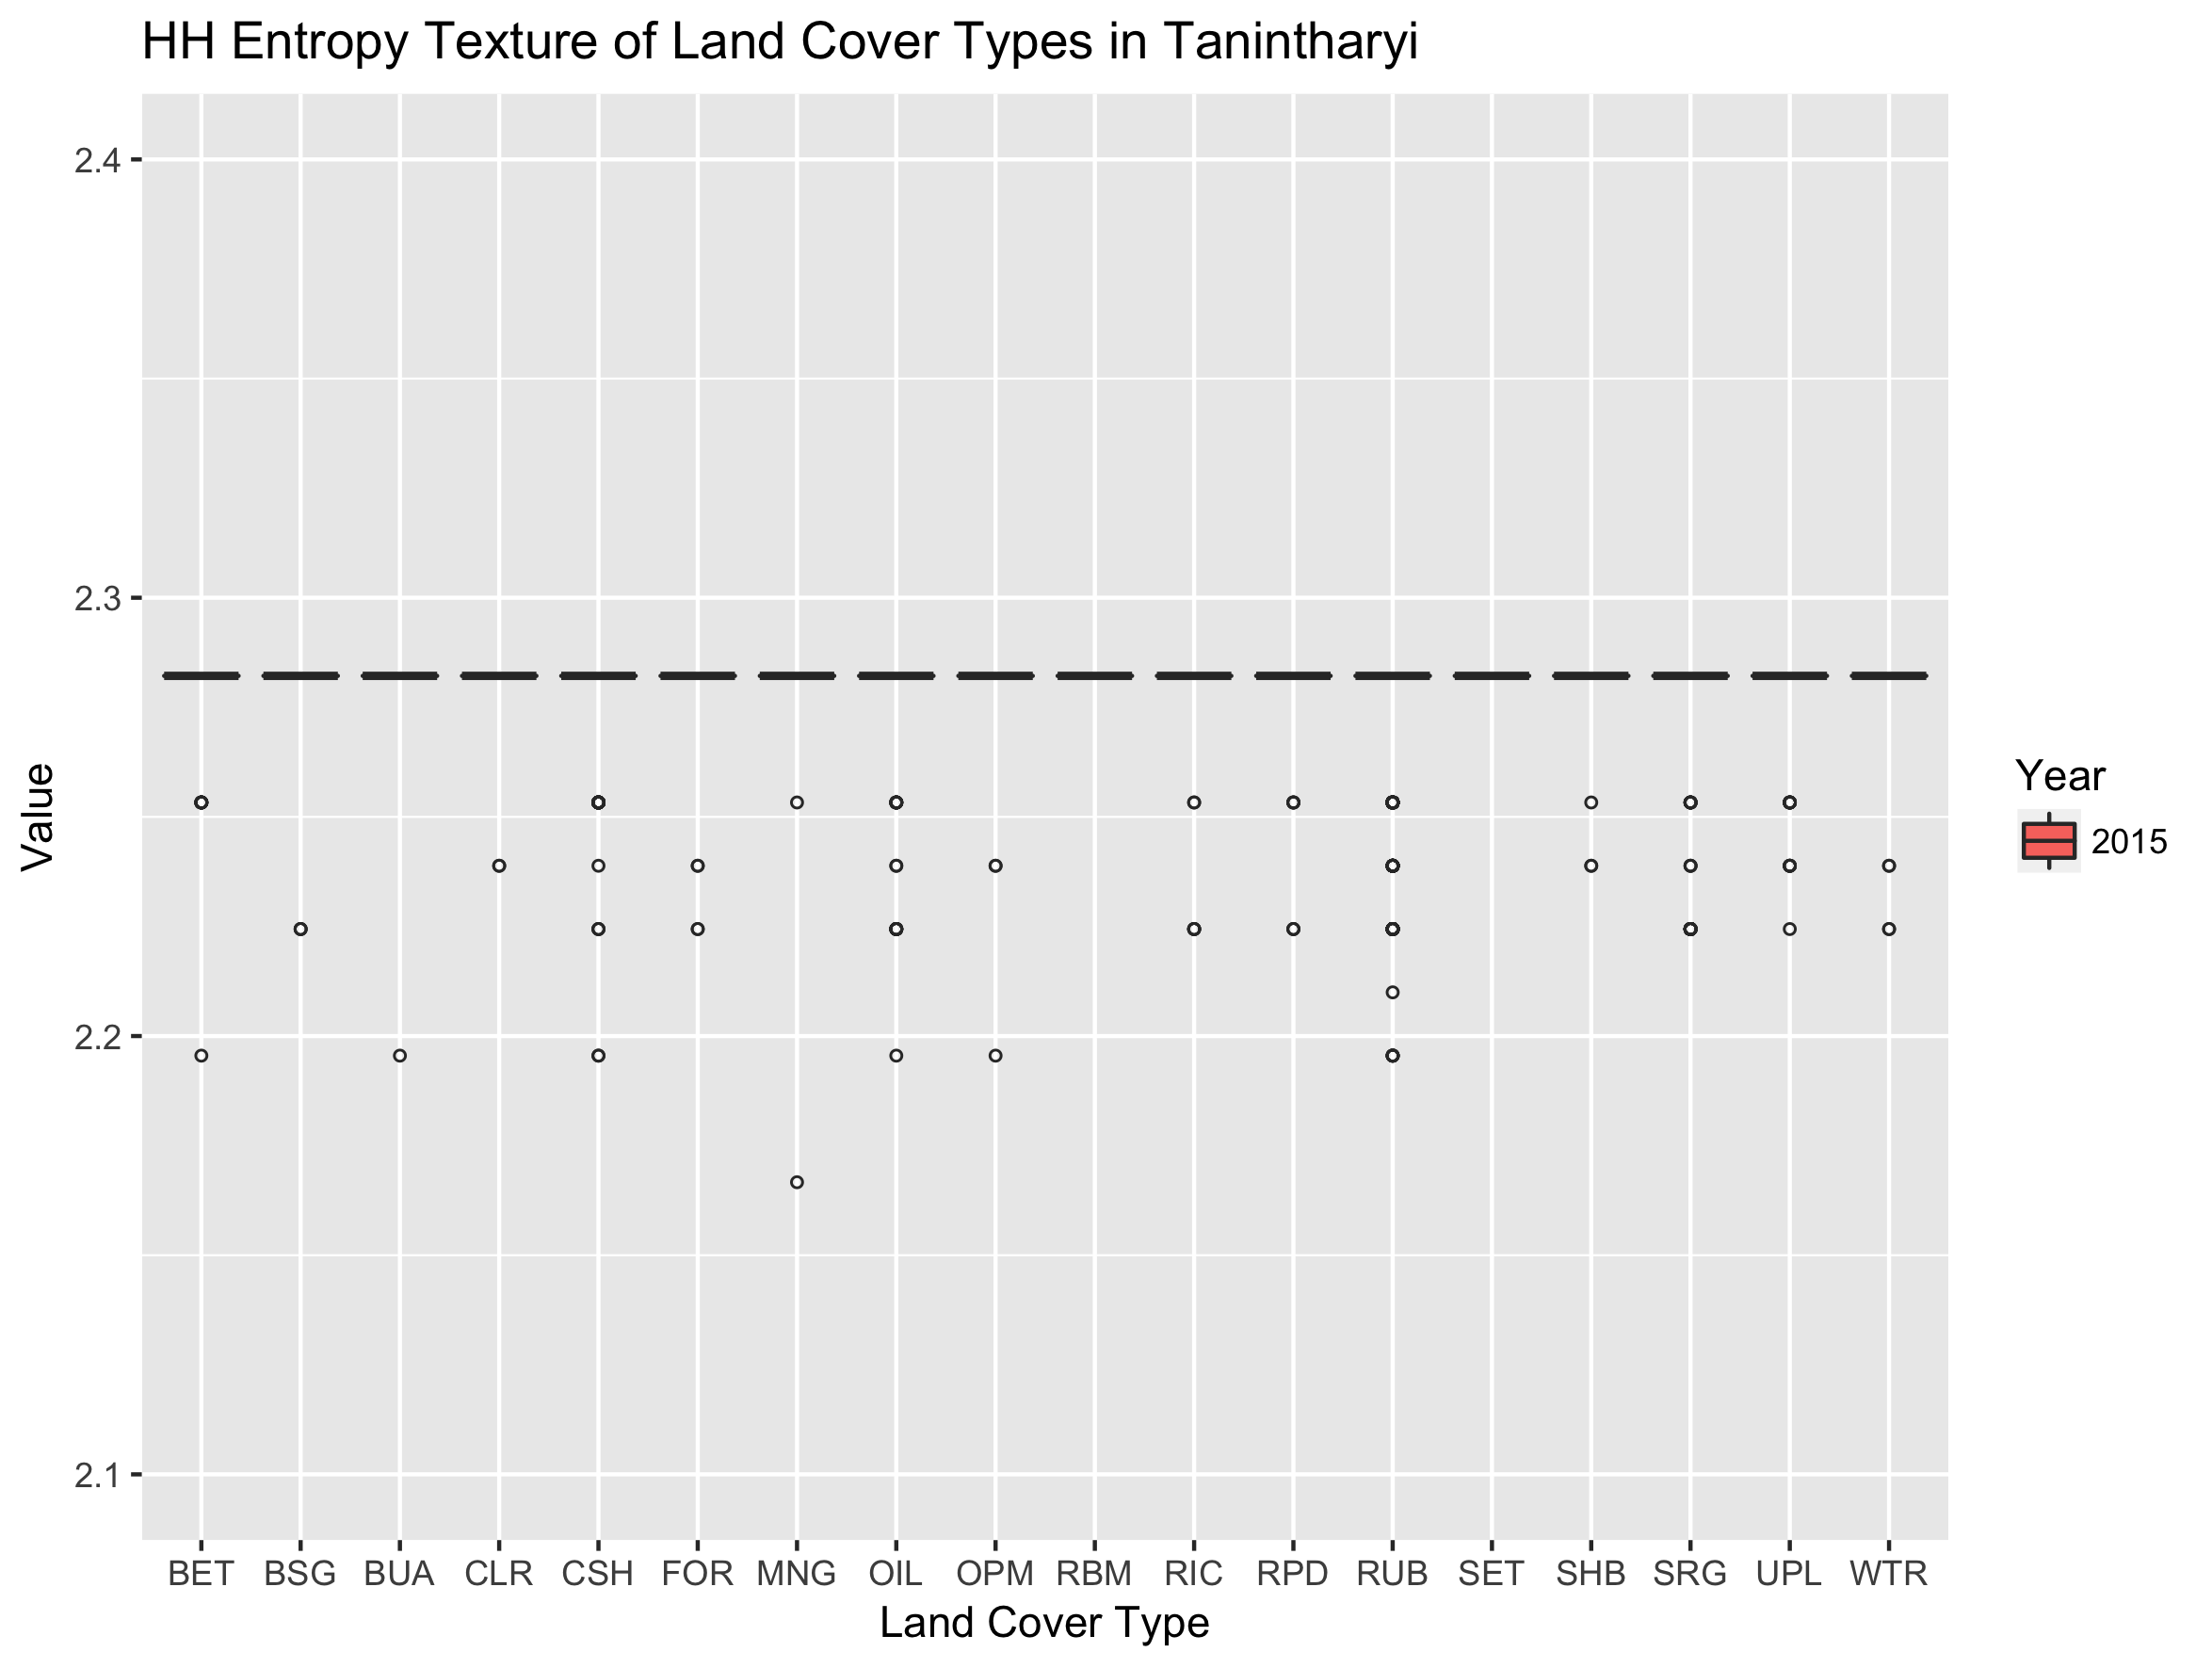 HH Entropy Texture of Land Cover Types in Tanintharyi
2.4
2.3
2.2
2.1
Value
BET BSG BUA CLR CSH FOR MNG OIL OPM RBM RIC RPD RUB SET SHB SRG UPL WTR
Land Cover Type
Year
2015